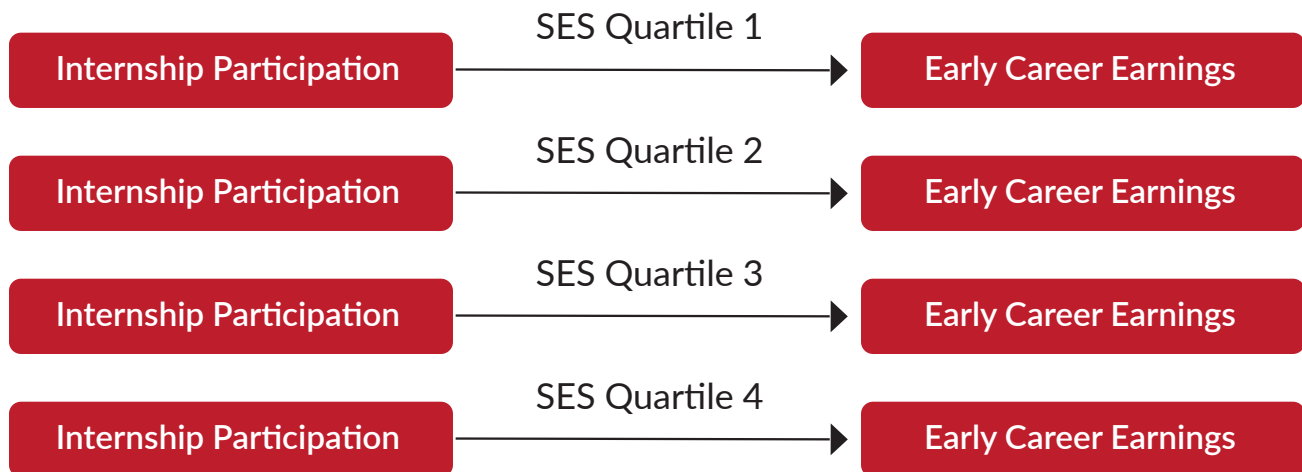 SES Quartile 1
Internship Participation
Early Career Earnings
SES Quartile 2
Internship Participation
Early Career Earnings
SES Quartile 3
Internship Participation
Early Career Earnings
SES Quartile 4
Internship Participation
Early Career Earnings